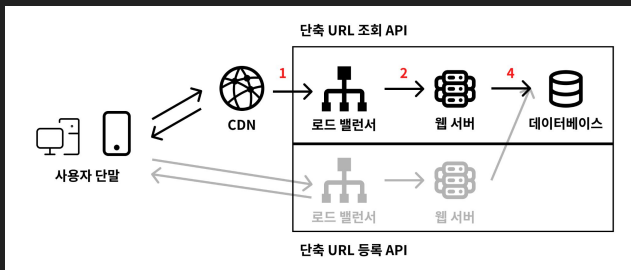 단축 URL 조회 API
1
2
4
CDN
로드 밸런서
웹 서버
데이터베이스
사용자 단말
로드 밸런서
웹 서버
단축 URL 등록 API